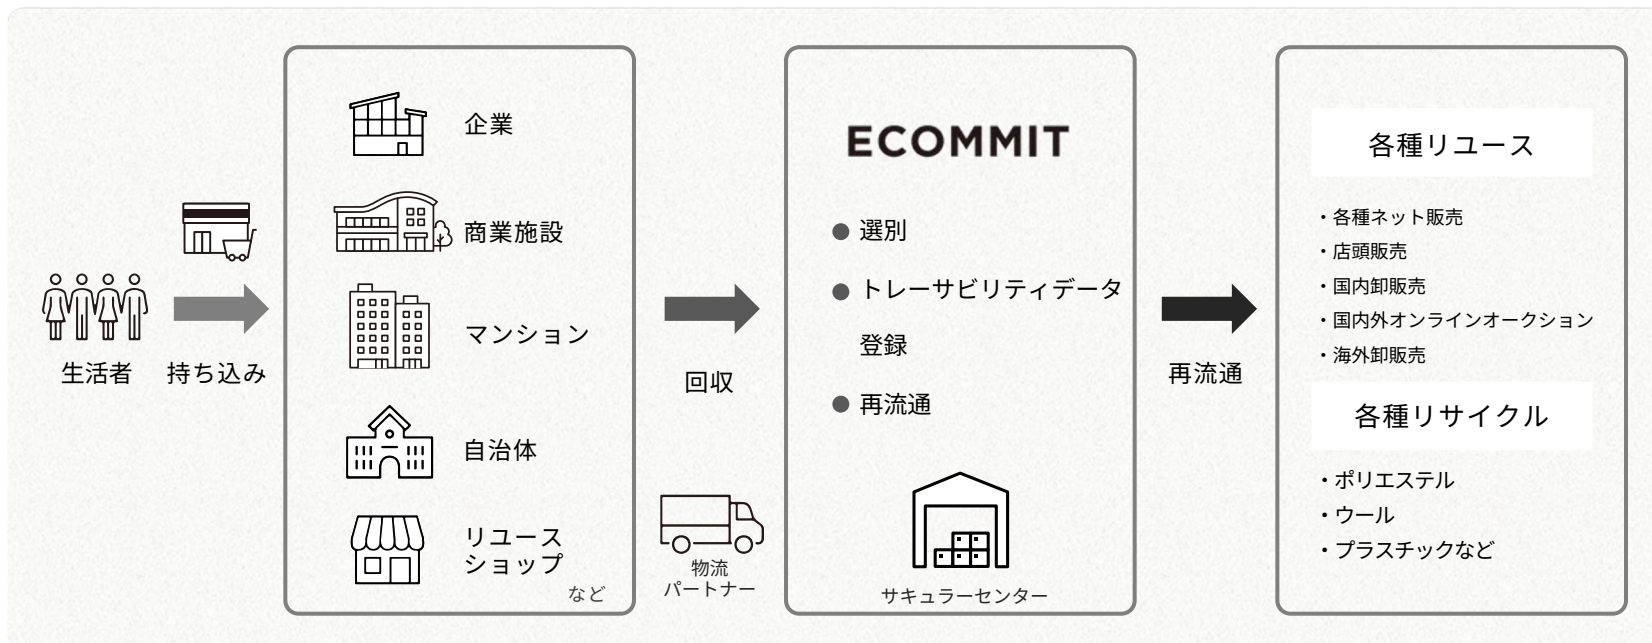 生活者
持ち込み
企業
商業施設
マンション
自治体
リユース
ショップ
など
回収
物流
パートナー
ECOMMIT
● 選別
● トレーサビリティデータ
登録
● 再流通
サキュラーセンター
再流通
各種リユース
・各種ネット販売
・店頭販売
・国内卸販売
・国内外オンラインオークション
・海外卸販売
各種リサイクル
・ポリエステル
・ウール
・プラスチックなど